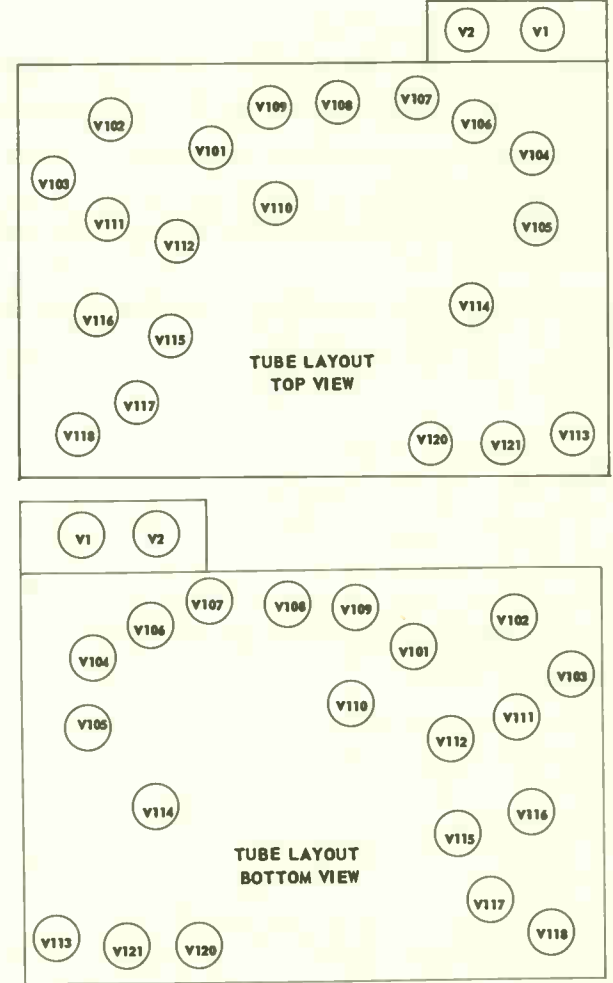 V2 V1
V109 V108 V107
V102 V106
V101 V104
V103
V110
V111 V105
V112
V116 V114
V115
TUBE LAYOUT
TOP VIEW
V117
V118 V120 V121 V113
V1 V2
V107 V108 V109
V106 V102
V104 V101
V103
V105 V110 V111
V112
V114 V116
V115
TUBE LAYOUT
BOTTOM VIEW
V117
V113 V121 V120 V118